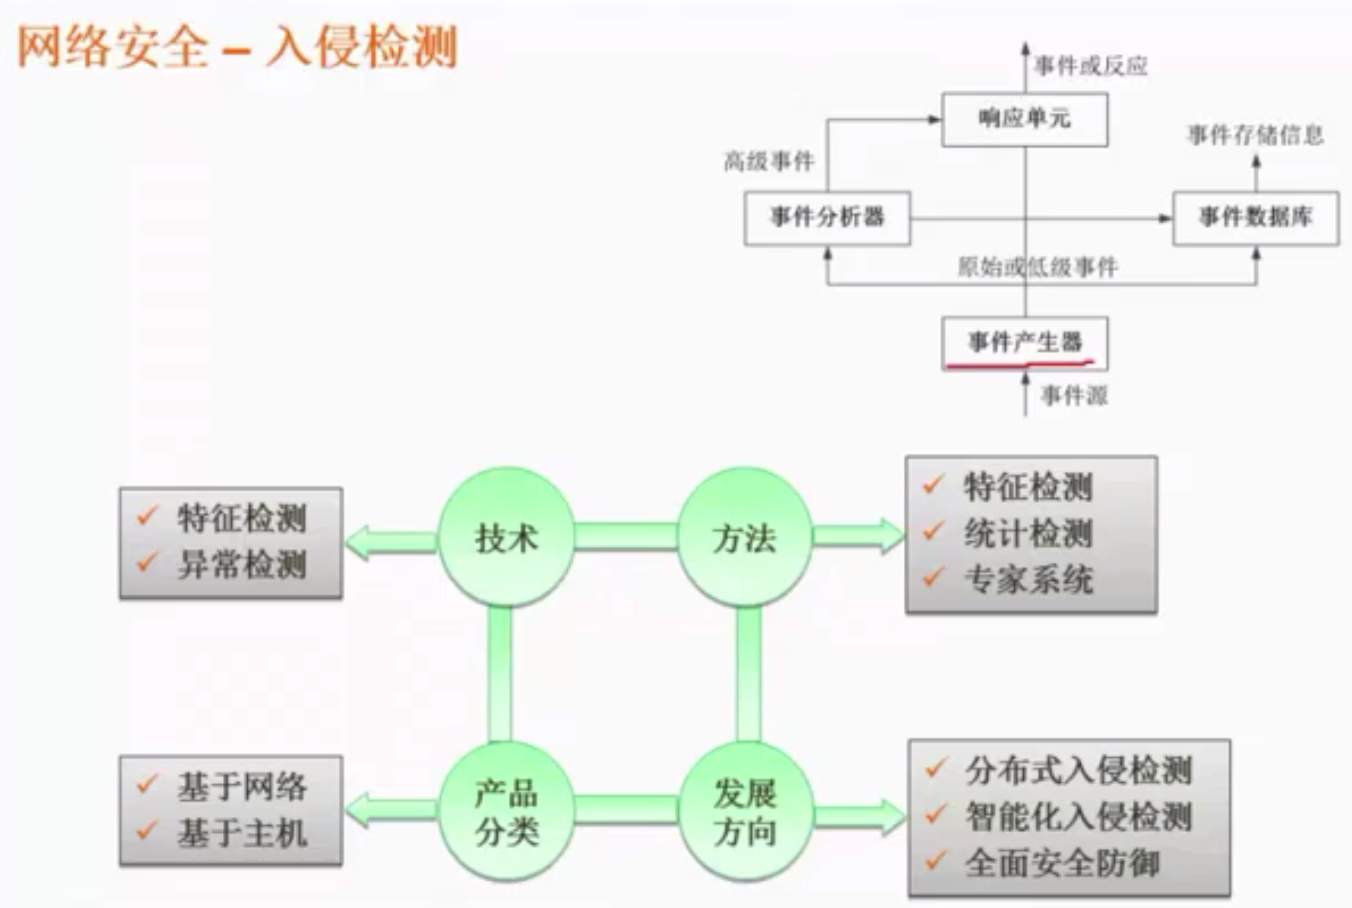 网络安全 – 入侵检测
事件或反应
响应单元
事件存储信息
高级事件
事件分析器
事件数据库
原始或低级事件
事件产生器
事件源
特征检测
异常检测
技术
方法
特征检测
统计检测
专家系统
基于网络
基于主机
产品
分类
发展
方向
分布式入侵检测
智能化入侵检测
全面安全防御